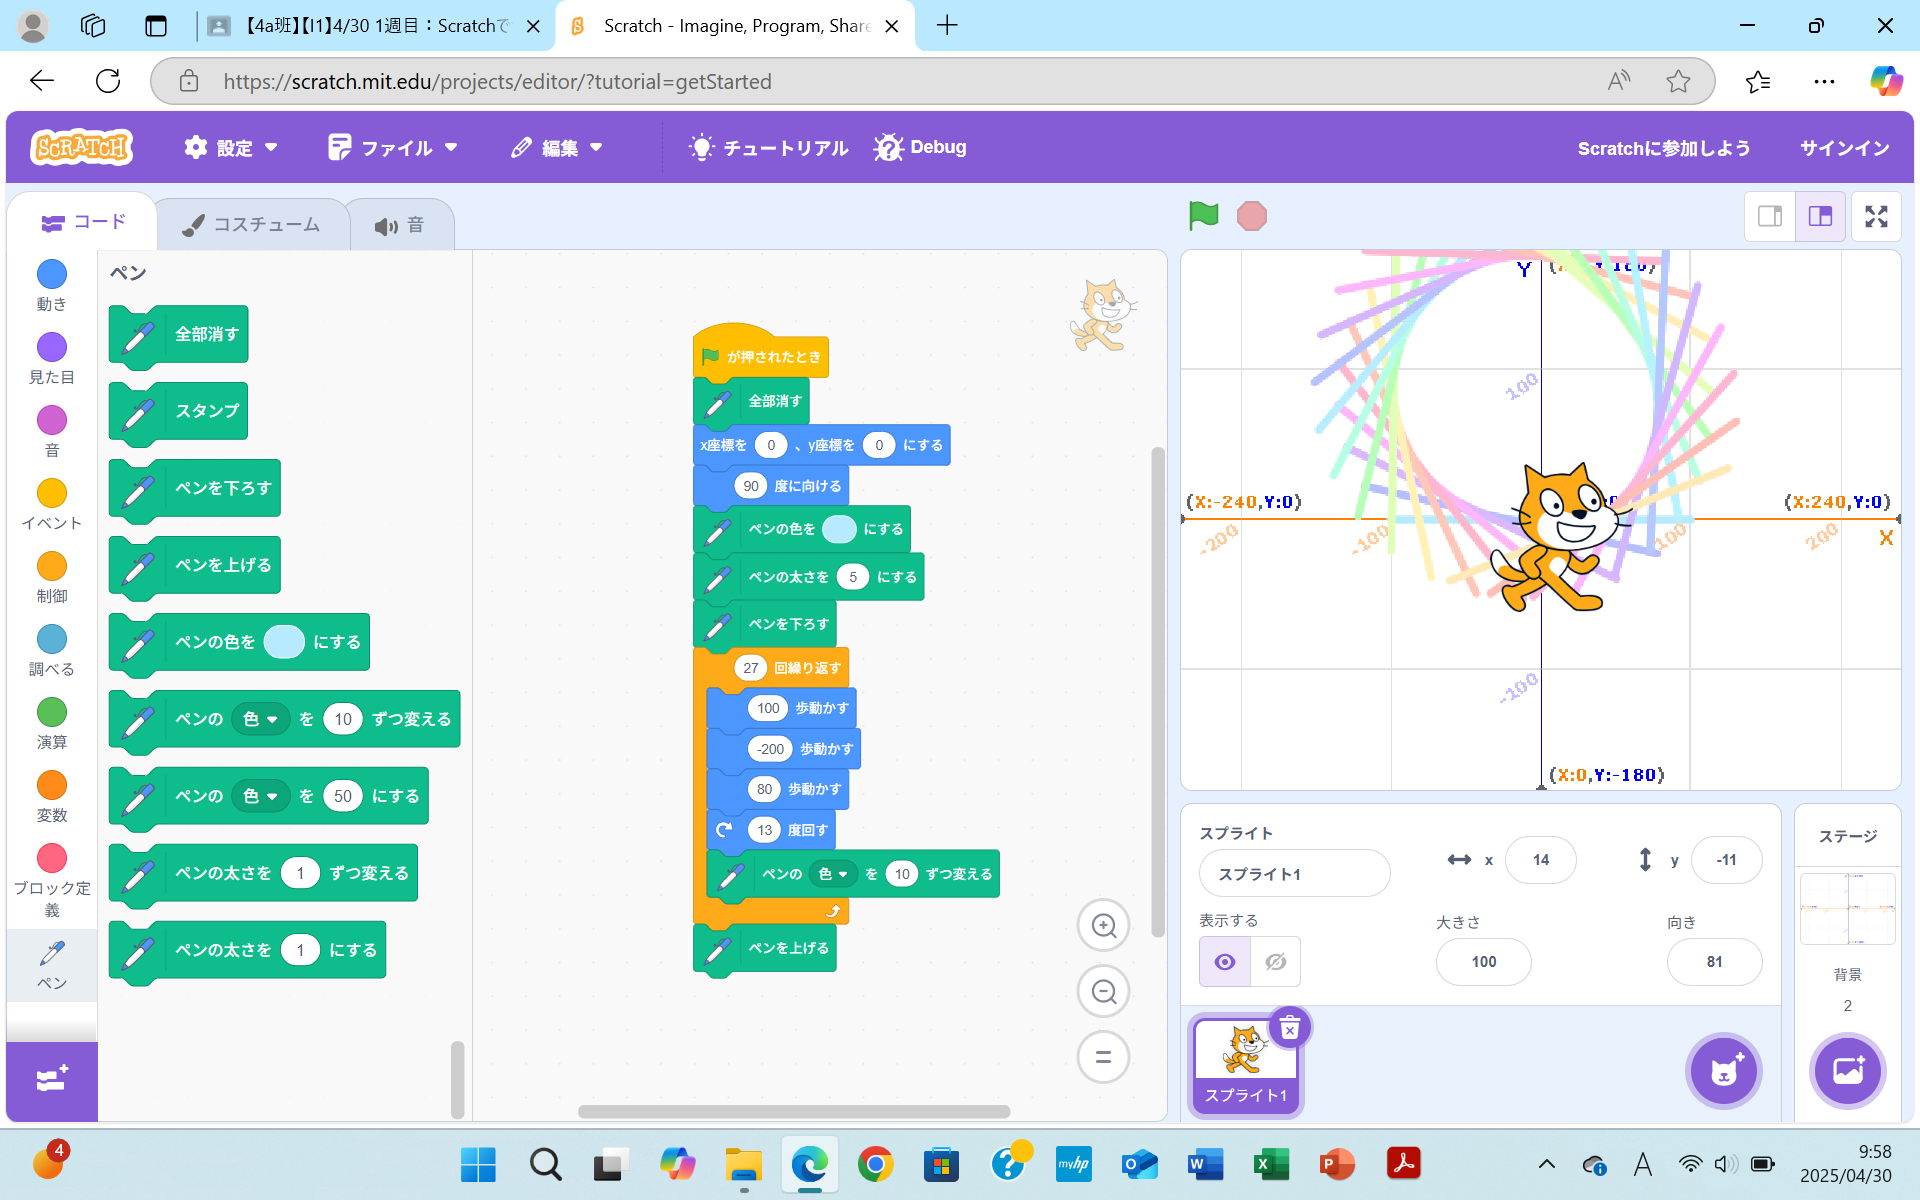 【4a班】【I1】4/30 1週目：Scratchで
Scratch - Imagine, Program, Share
https://scratch.mit.edu/projects/editor/?tutorial=getStarted
SCRATCH
設定
ファイル
編集
チュートリアル
Debug
Scratchに参加しよう
サインイン
コード
コスチューム
音
動き
見た目
音
イベント
制御
調べる
演算
変数
ブロック定義
ペン
ペン
全部消す
スタンプ
ペンを下ろす
ペンを上げる
ペンの色を にする
ペンの 色 を 10 ずつ変える
ペンの 色 を 50 にする
ペンの太さを 1 ずつ変える
ペンの太さを 1 にする
が押されたとき
全部消す
x座標を 0 、y座標を 0 にする
90 度に向ける
ペンの色を にする
ペンの太さを 5 にする
ペンを下ろす
27 回繰り返す
100 歩動かす
-200 歩動かす
80 歩動かす
13 度回す
ペンの 色 を 10 ずつ変える
ペンを上げる
Y
100
(X:-240,Y:0)
(X:240,Y:0)
-200
-100
100
200
X
-100
(X:0,Y:-180)
スプライト
スプライト1
x 14
y -11
表示する
大きさ
100
向き
81
スプライト1
ステージ
背景
2
4
myhp
A
9:58
2025/04/30